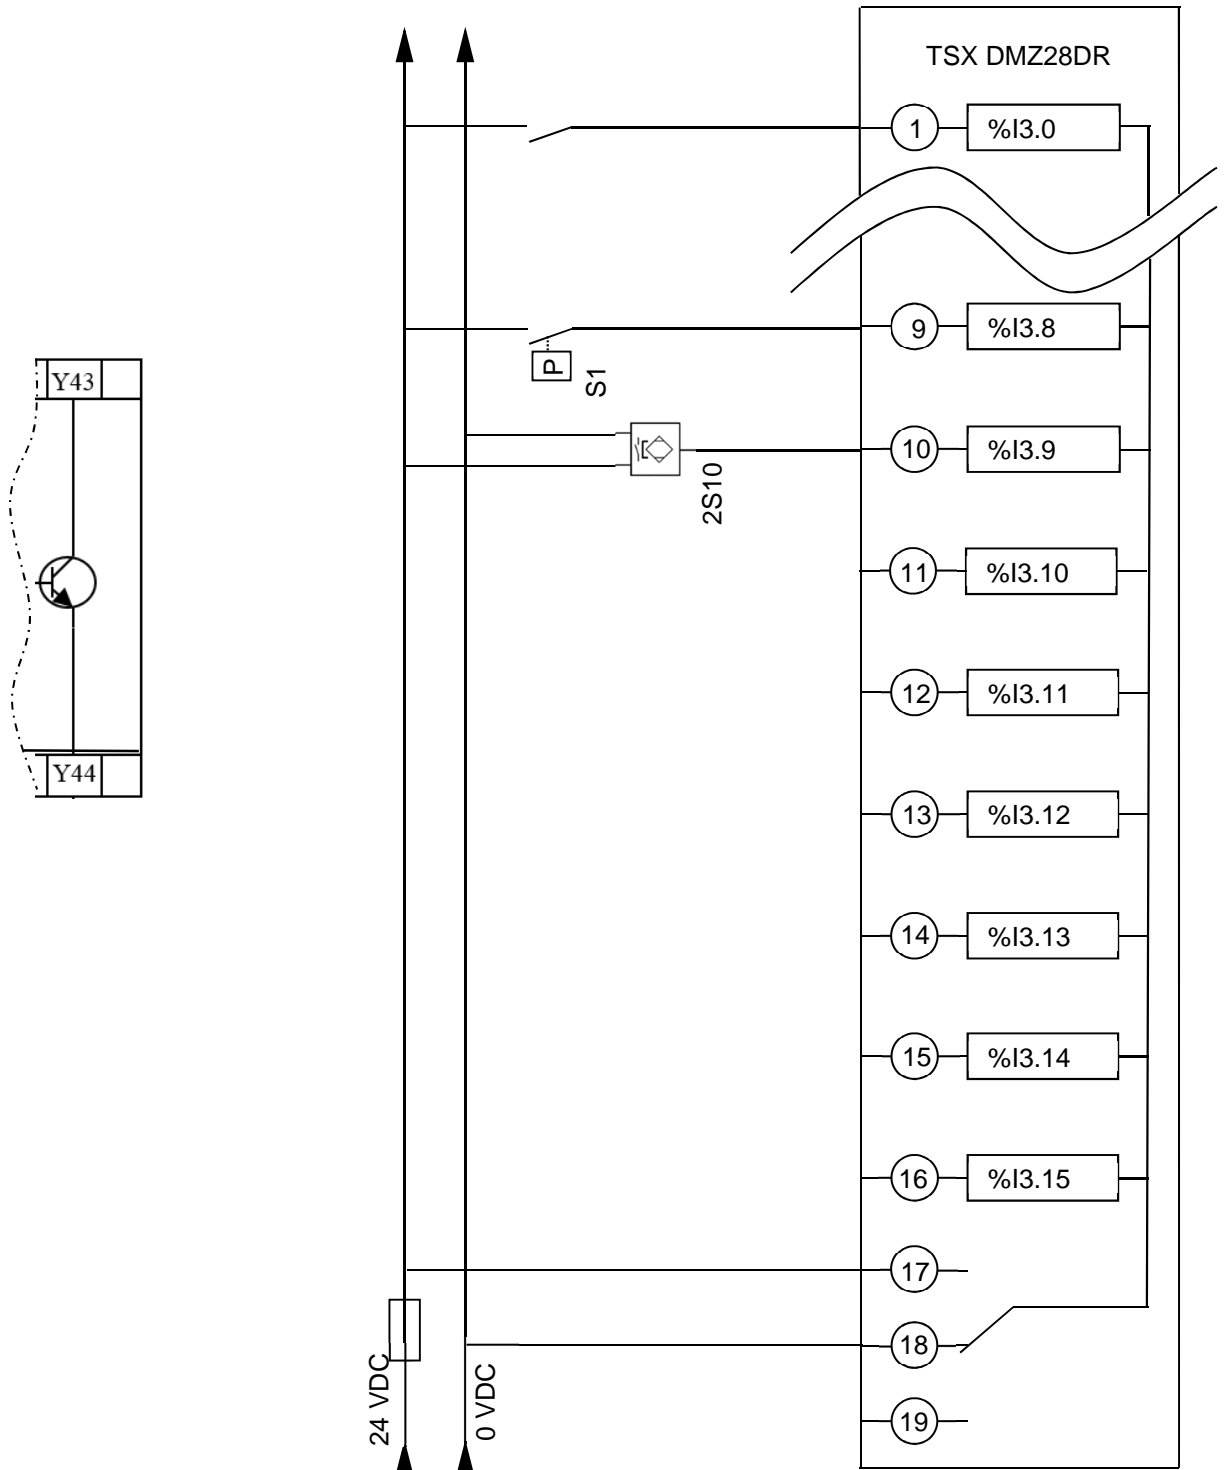 TSX DMZ28DR
1 %I3.0
9 %I3.8
P
S1
Y43
10 %I3.9
2S10
11 %I3.10
12 %I3.11
Y44
13 %I3.12
14 %I3.13
15 %I3.14
16 %I3.15
17
18
24 VDC
0 VDC
19